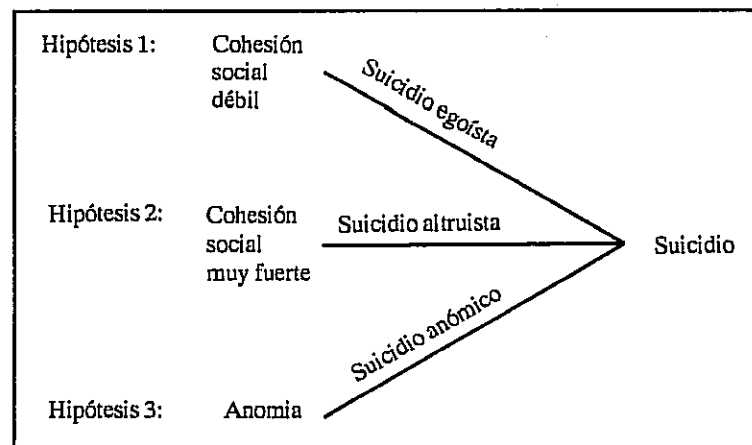 Hipótesis 1:
Cohesión
social
débil
Suicidio egoísta
Hipótesis 2:
Cohesión
social
muy fuerte
Suicidio altruista
Suicidio
Suicidio anómico
Hipótesis 3:
Anomia